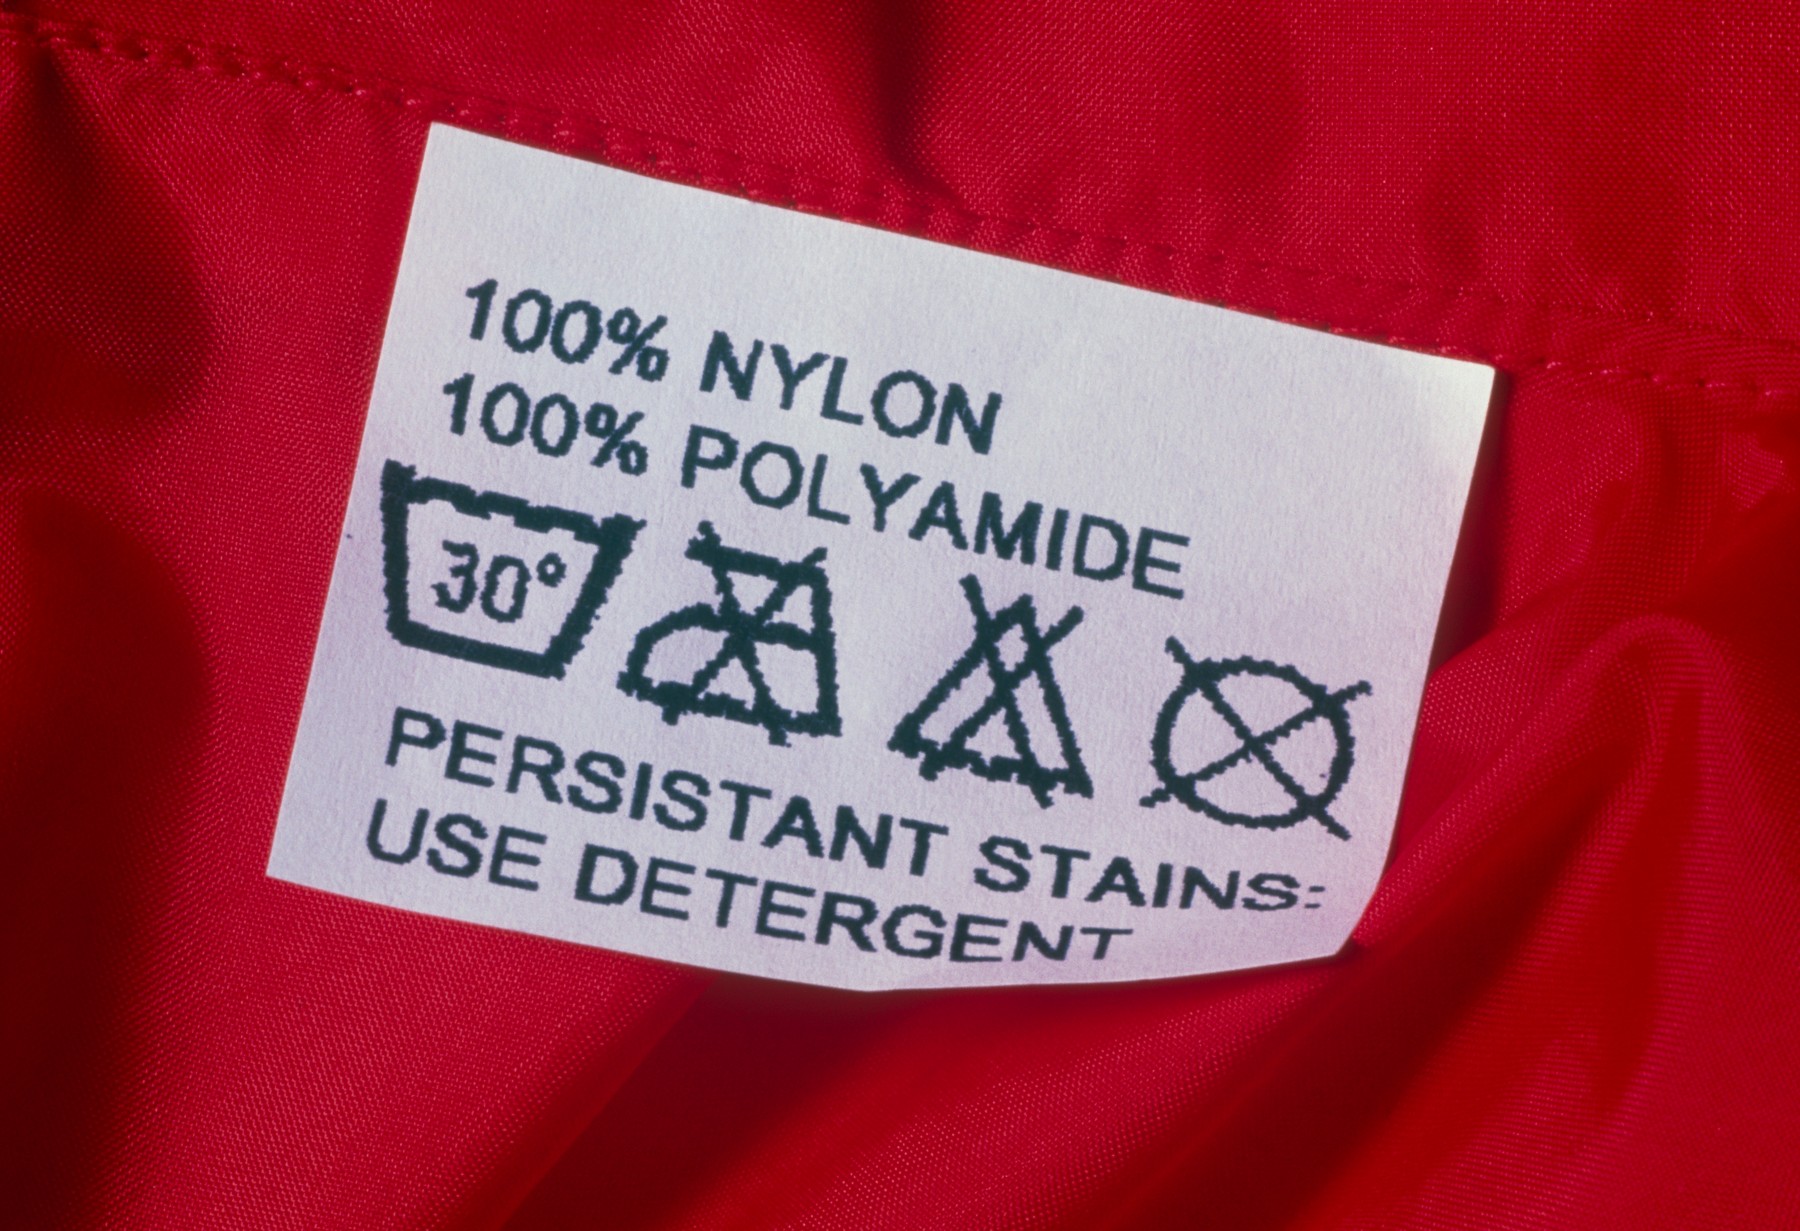 100% NYLON
100% POLYAMIDE
30°
PERSISTANT STAINS:
USE DETERGENT